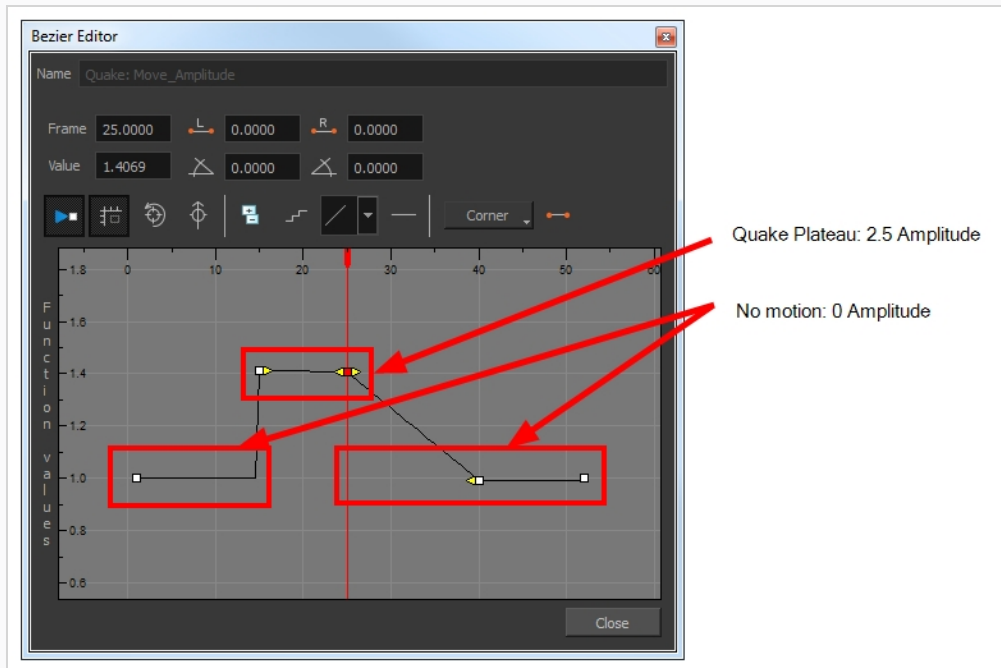 Bezier Editor
Name Quake: Move_Amplitude
Frame 25.0000 L 0.0000 R 0.0000
Value 1.4069 0.0000 0.0000
Corner
Quake Plateau: 2.5 Amplitude
No motion: 0 Amplitude
0 10 20 30 40 50 60
Function values
1.8
1.6
1.4
1.2
1.0
0.8
0.6
Close